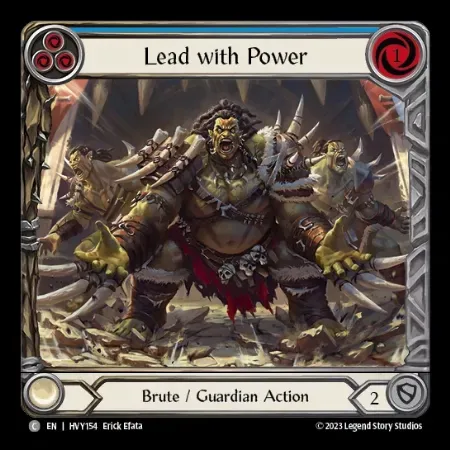 Lead with Power
1
Brute / Guardian Action
2
C EN | HVY154 Erick Efata
©2023 Legend Story Studios